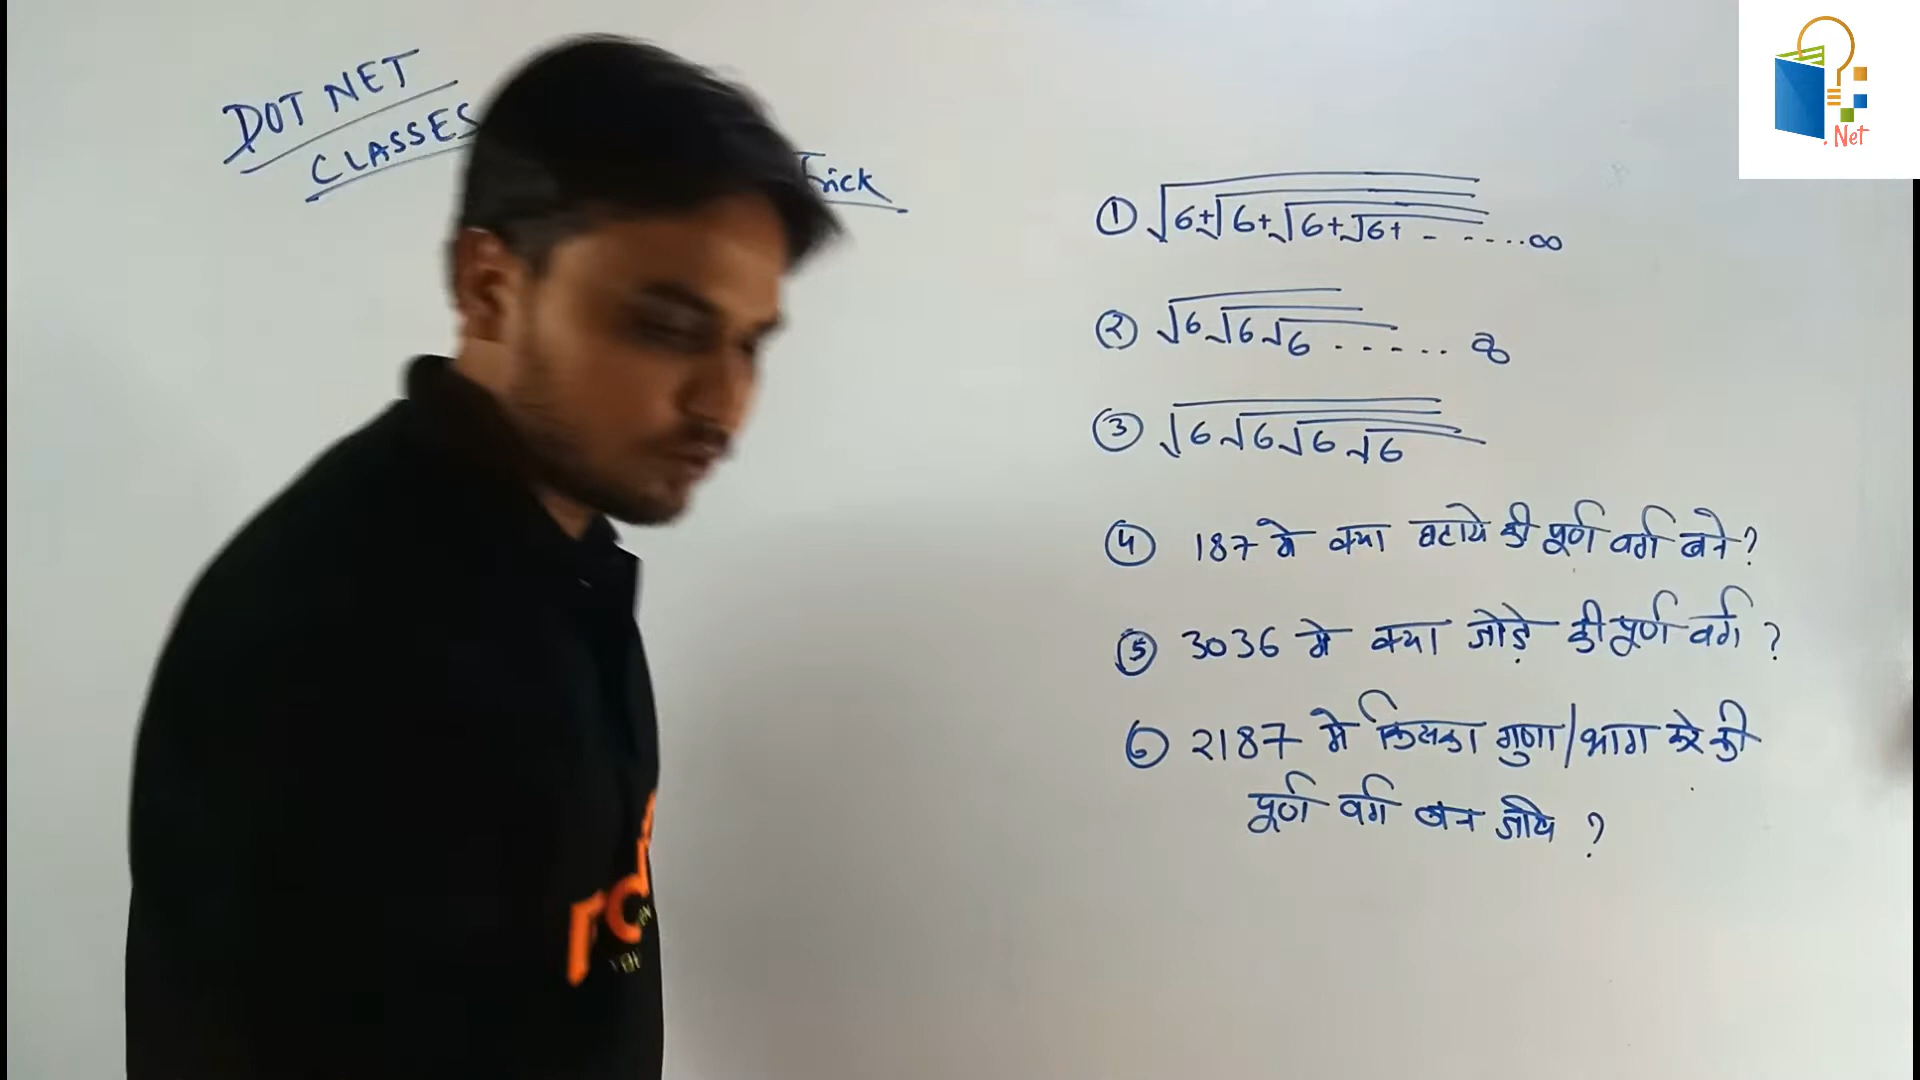 DOT NET
CLASSES
Trick
.Net
① √6+√6+√6+√6+ - - ....∞
② √6√6√6 ...... ∞
③ √6√6√6√6
④ 187 मे क्या घटाये की पूर्ण वर्ग बने ?
⑤ 3036 मे क्या जोड़े की पूर्ण वर्ग ?
⑥ 2187 मे किसका गुणा/भाग करे की
पूर्ण वर्ग बन जाये ?